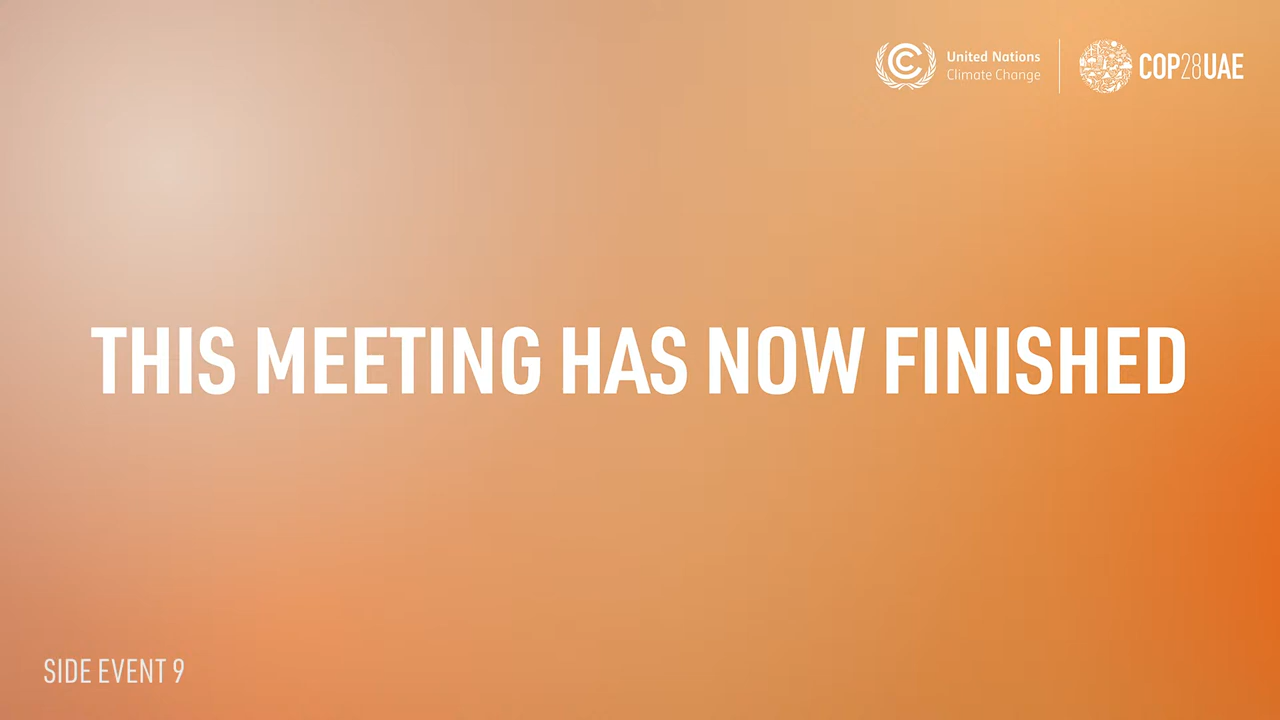 United Nations
Climate Change
COP28UAE
THIS MEETING HAS NOW FINISHED
SIDE EVENT 9